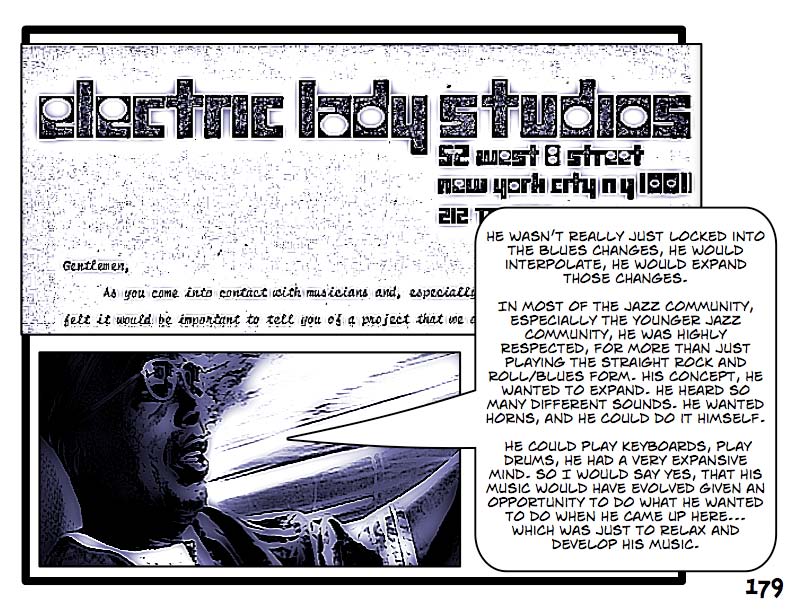 electric lady studios
52 west 8 street
new york city n y 10011
212
Gentlemen,
As you come into contact with musicians and, especially
felt it would be important to tell you of a project that we
HE WASN'T REALLY JUST LOCKED INTO
THE BLUES CHANGES, HE WOULD
INTERPOLATE, HE WOULD EXPAND
THOSE CHANGES.
IN MOST OF THE JAZZ COMMUNITY,
ESPECIALLY THE YOUNGER JAZZ
COMMUNITY, HE WAS HIGHLY
RESPECTED, FOR MORE THAN JUST
PLAYING THE STRAIGHT ROCK AND
ROLL/BLUES FORM. HIS CONCEPT, HE
WANTED TO EXPAND. HE HEARD SO
MANY DIFFERENT SOUNDS. HE WANTED
HORNS, AND HE COULD DO IT HIMSELF.
HE COULD PLAY KEYBOARDS, PLAY
DRUMS, HE HAD A VERY EXPANSIVE
MIND. SO I WOULD SAY YES, THAT HIS
MUSIC WOULD HAVE EVOLVED GIVEN AN
OPPORTUNITY TO DO WHAT HE WANTED
TO DO WHEN HE CAME UP HERE...
WHICH WAS JUST TO RELAX AND
DEVELOP HIS MUSIC.
179